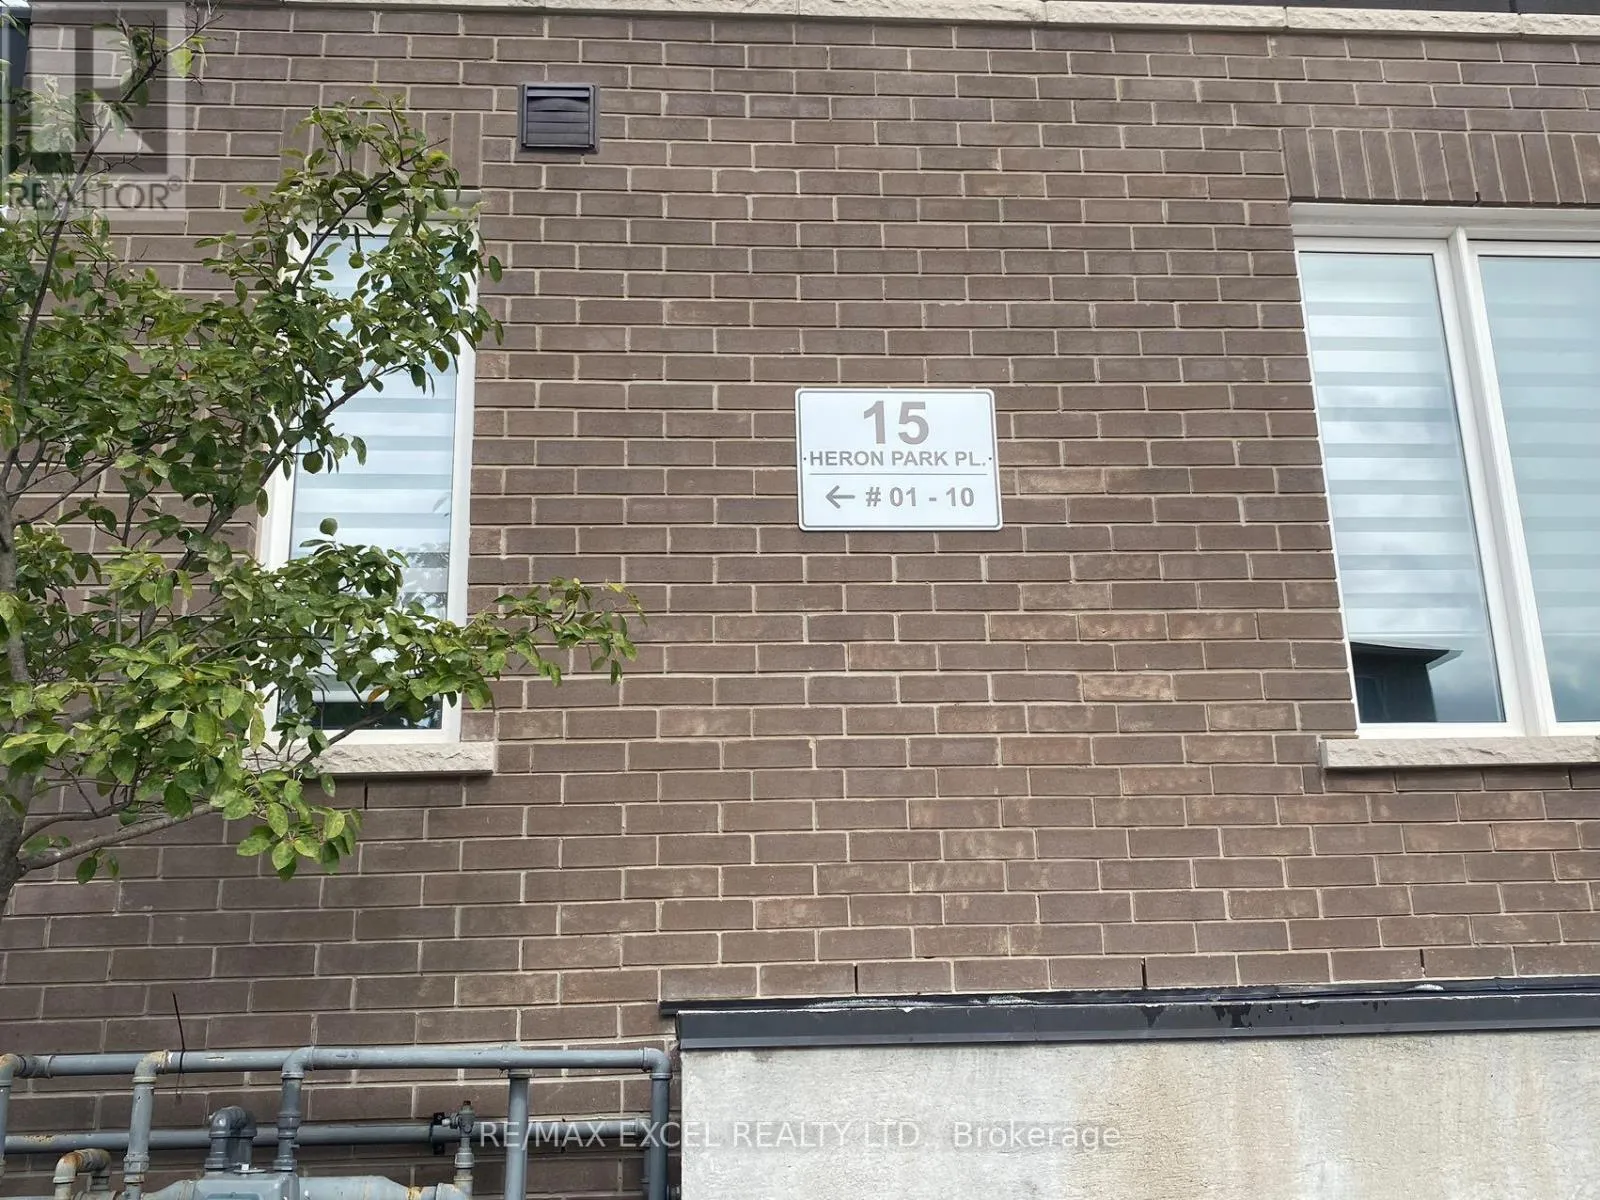 REALTOR®
15
·HERON PARK PL.·
← # 01 - 10
RE/MAX EXCEL REALTY LTD., Brokerage